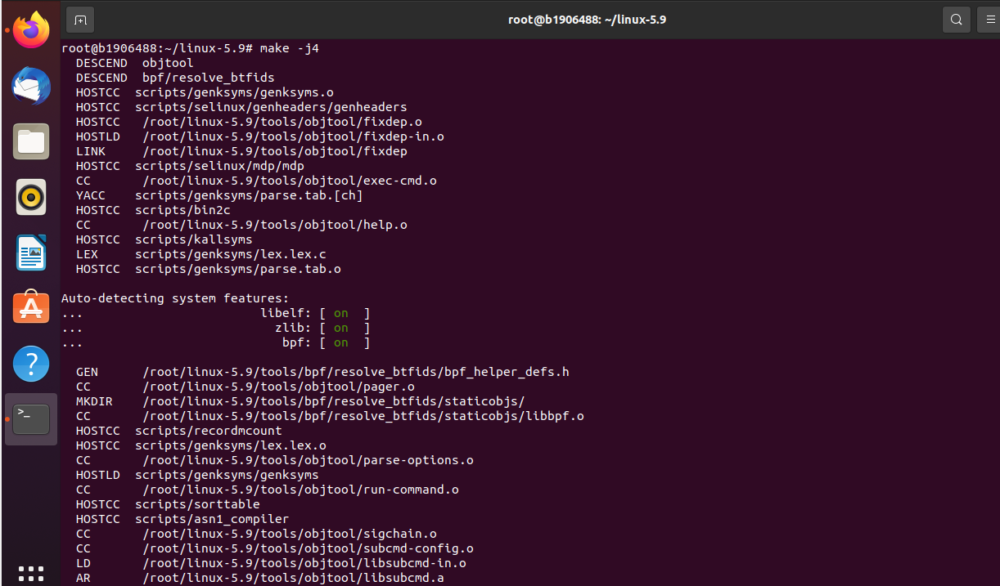 root@b1906488: ~/linux-5.9
root@b1906488:~/linux-5.9# make -j4
DESCEND  objtool
DESCEND  bpf/resolve_btfids
HOSTCC  scripts/genksyms/genksyms.o
HOSTCC  scripts/selinux/genheaders/genheaders
HOSTCC   /root/linux-5.9/tools/objtool/fixdep.o
HOSTLD   /root/linux-5.9/tools/objtool/fixdep-in.o
LINK     /root/linux-5.9/tools/objtool/fixdep
HOSTCC  scripts/selinux/mdp/mdp
CC       /root/linux-5.9/tools/objtool/exec-cmd.o
YACC    scripts/genksyms/parse.tab.[ch]
HOSTCC  scripts/bin2c
CC       /root/linux-5.9/tools/objtool/help.o
HOSTCC  scripts/kallsyms
LEX     scripts/genksyms/lex.lex.c
HOSTCC  scripts/genksyms/parse.tab.o
Auto-detecting system features:
...                        libelf: [ on  ]
...                          zlib: [ on  ]
...                           bpf: [ on  ]
GEN      /root/linux-5.9/tools/bpf/resolve_btfids/bpf_helper_defs.h
CC       /root/linux-5.9/tools/objtool/pager.o
MKDIR    /root/linux-5.9/tools/bpf/resolve_btfids/staticobjs/
CC       /root/linux-5.9/tools/bpf/resolve_btfids/staticobjs/libbpf.o
HOSTCC  scripts/recordmcount
HOSTCC  scripts/genksyms/lex.lex.o
CC       /root/linux-5.9/tools/objtool/parse-options.o
HOSTLD  scripts/genksyms/genksyms
CC       /root/linux-5.9/tools/objtool/run-command.o
HOSTCC  scripts/sorttable
HOSTCC  scripts/asn1_compiler
CC       /root/linux-5.9/tools/objtool/sigchain.o
CC       /root/linux-5.9/tools/objtool/subcmd-config.o
LD       /root/linux-5.9/tools/objtool/libsubcmd-in.o
AR       /root/linux-5.9/tools/objtool/libsubcmd.a